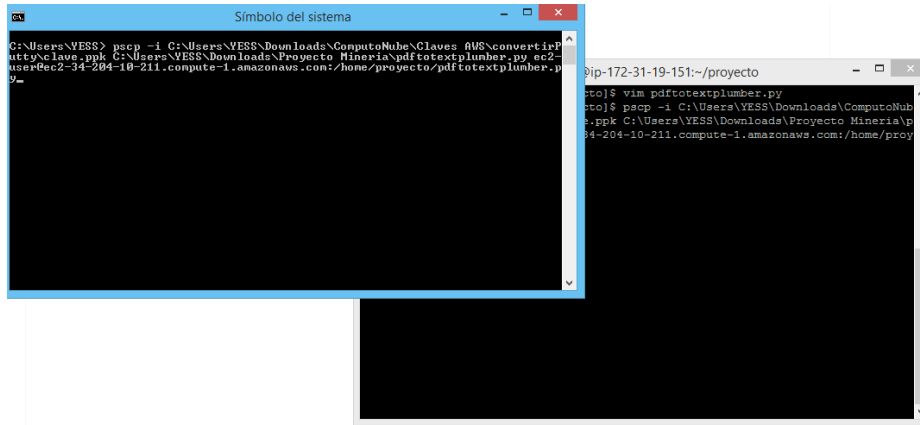 Símbolo del sistema
C:\Users\YESS> pscp -i C:\Users\YESS\Downloads\ComputoNube\Claves AWS\convertirP
utty\clave.ppk C:\Users\YESS\Downloads\Proyecto Mineria\pdftotextplumber.py ec2-
user@ec2-34-204-10-211.compute-1.amazonaws.com:/home/proyecto/pdftotextplumber.p
y_
@ip-172-31-19-151:~/proyecto
cto]$ vim pdftotextplumber.py
cto]$ pscp -i C:\Users\YESS\Downloads\ComputoNub
e.ppk C:\Users\YESS\Downloads\Proyecto Mineria\p
34-204-10-211.compute-1.amazonaws.com:/home/proy